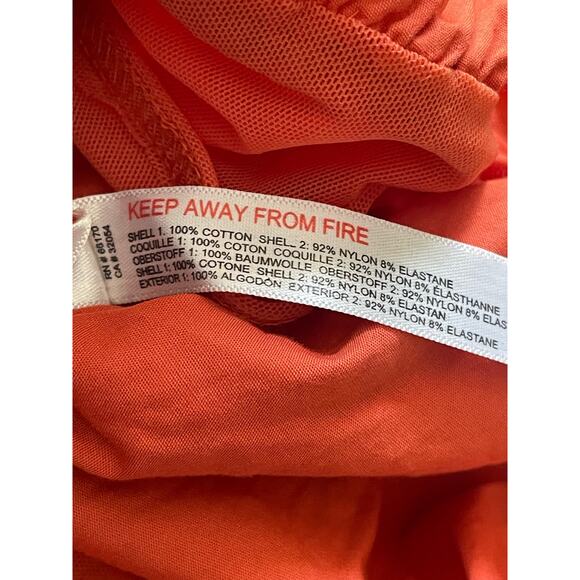 KEEP AWAY FROM FIRE
SHELL 1. 100% COTTON SHELL 2: 92% NYLON 8% ELASTANE
COQUILLE 1: 100% COTON COQUILLE 2: 92% NYLON 8% ÉLASTHANNE
OBERSTOFF 1: 100% BAUMWOLLE OBERSTOFF 2: 92% NYLON 8% ELAS
SHELL 1: 100% COTONE SHELL 2: 92% NYLON 8% ELASTAN
EXTERIOR 1: 100% ALGODÓN EXTERIOR 2: 92% NYLON 8% ELASTANE
RN # 66170
CA # 32054